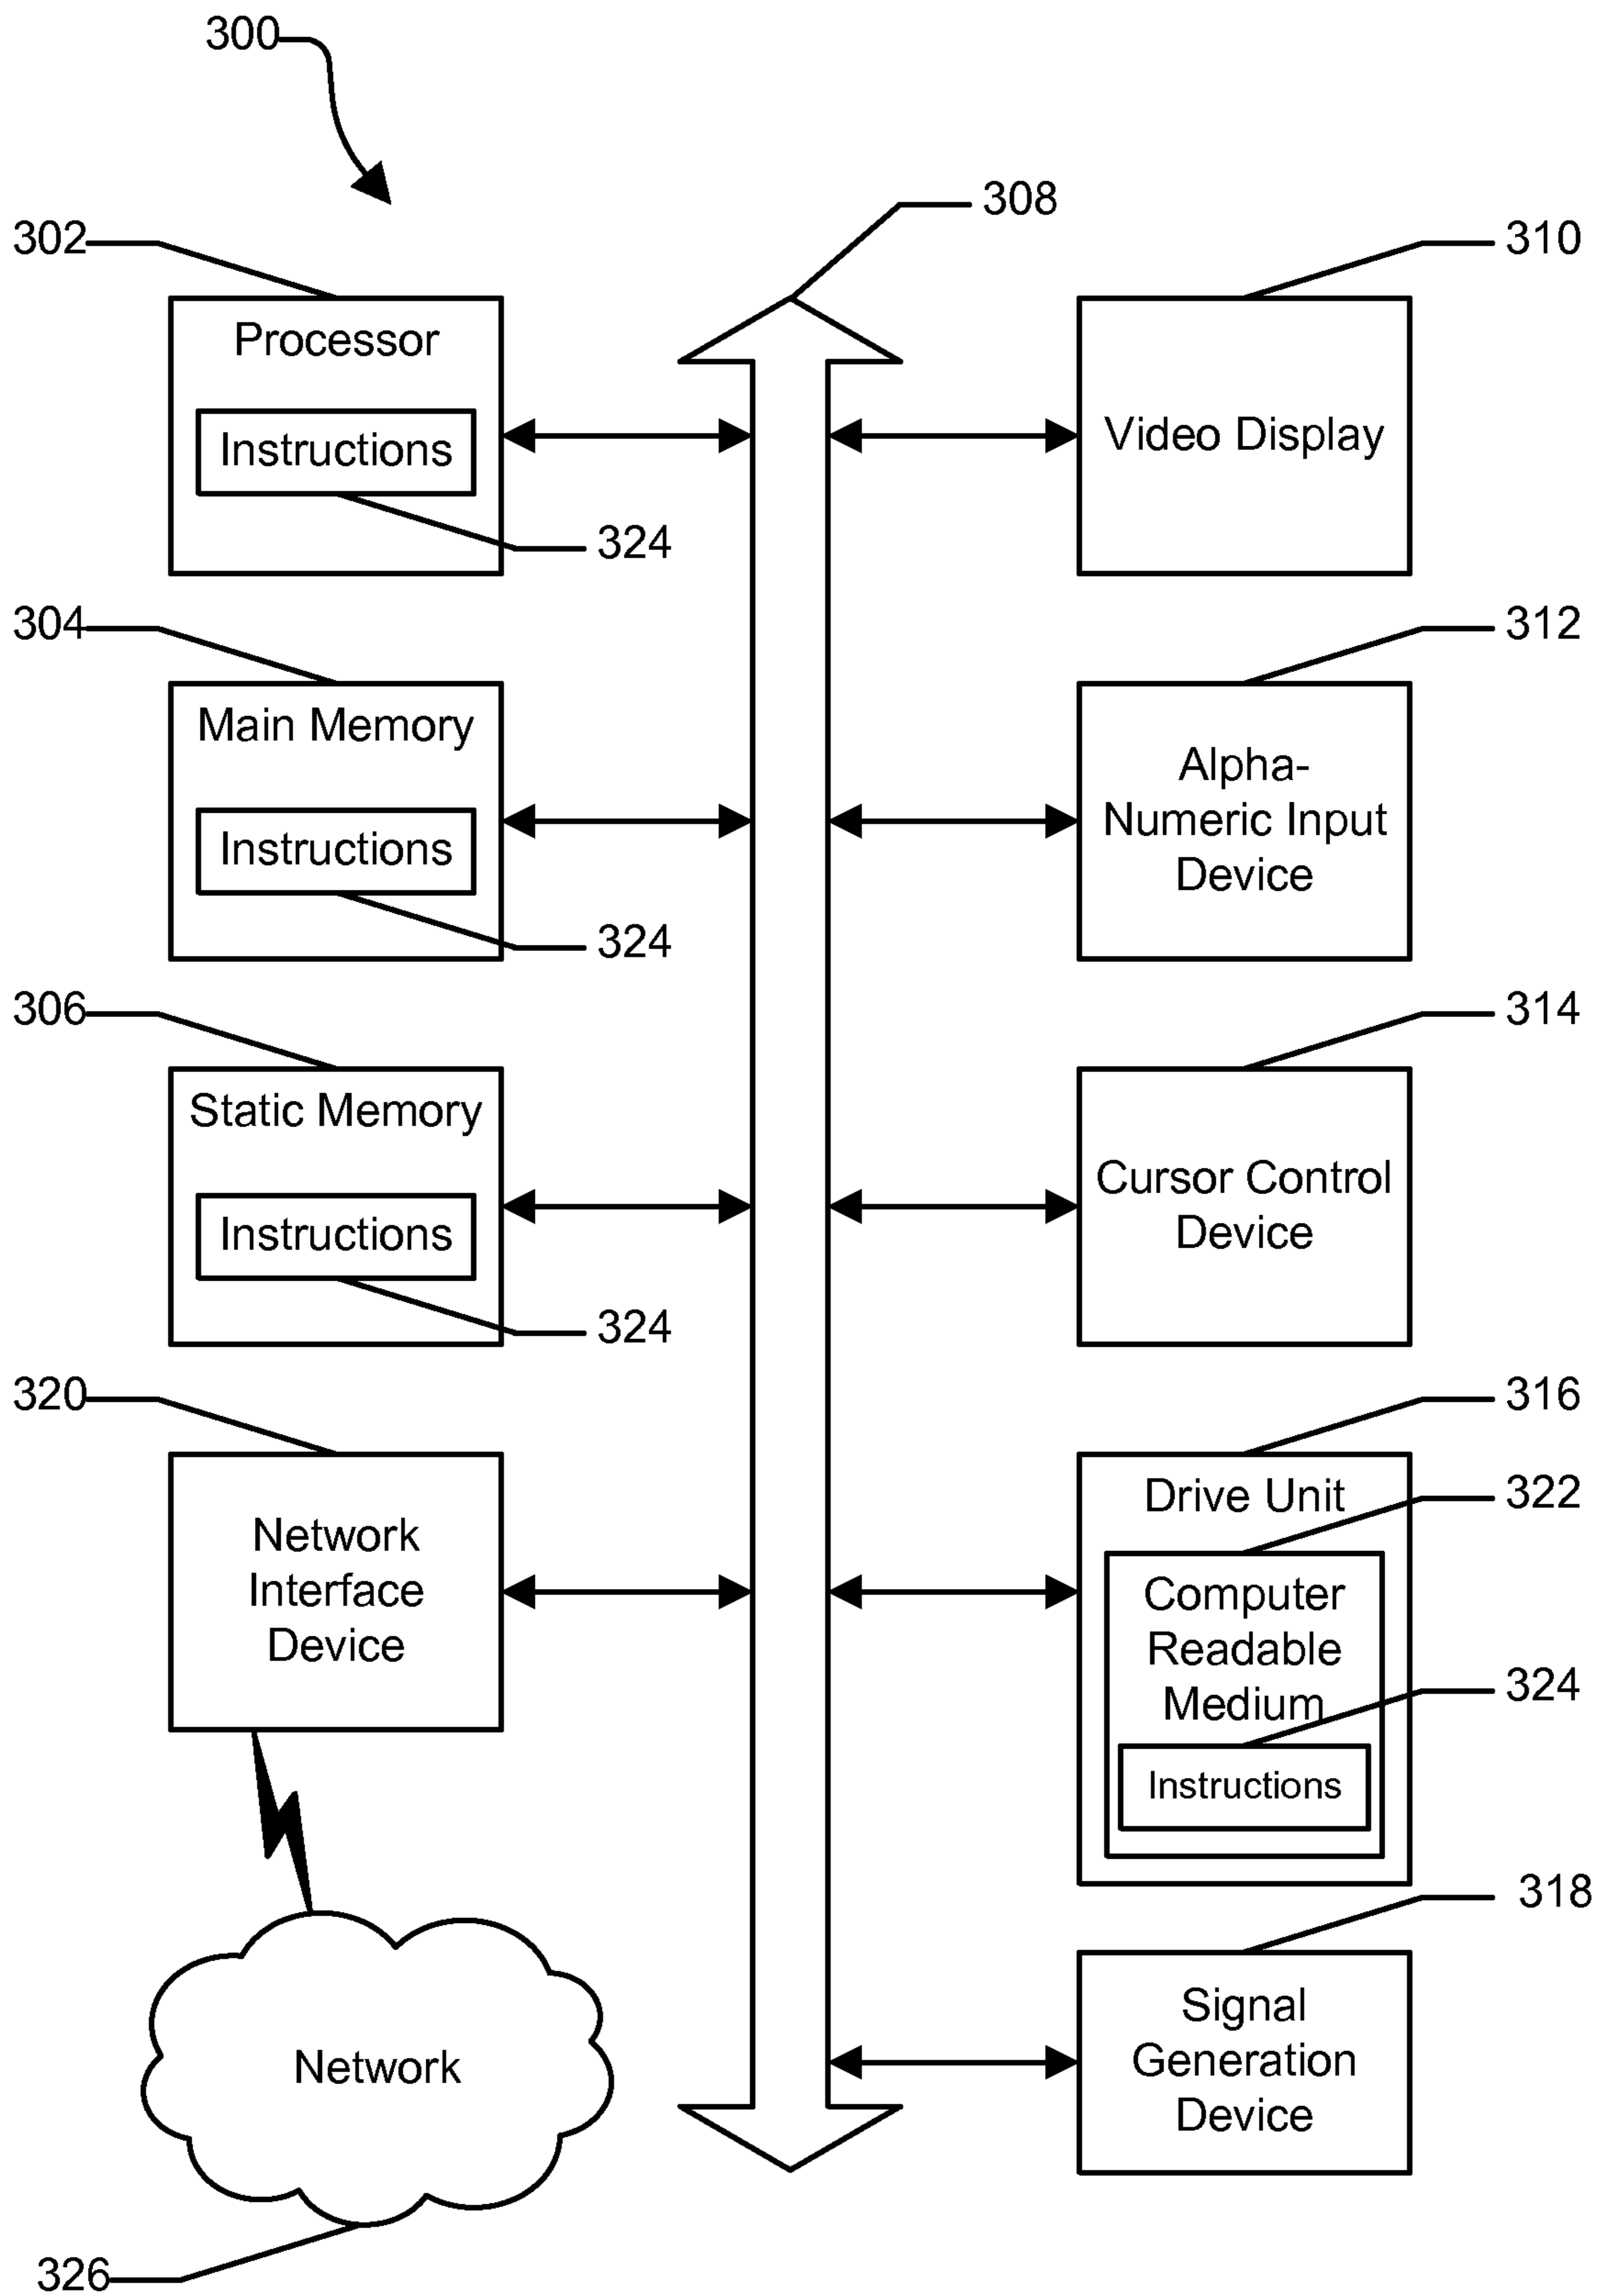 300
308
302
310
Processor
Instructions
324
Video Display
304
312
Main Memory
Instructions
324
Alpha-
Numeric Input
Device
306
314
Static Memory
Instructions
324
Cursor Control
Device
320
316
Network
Interface
Device
Drive Unit
322
Computer
Readable
Medium
324
Instructions
318
Network
Signal
Generation
Device
326